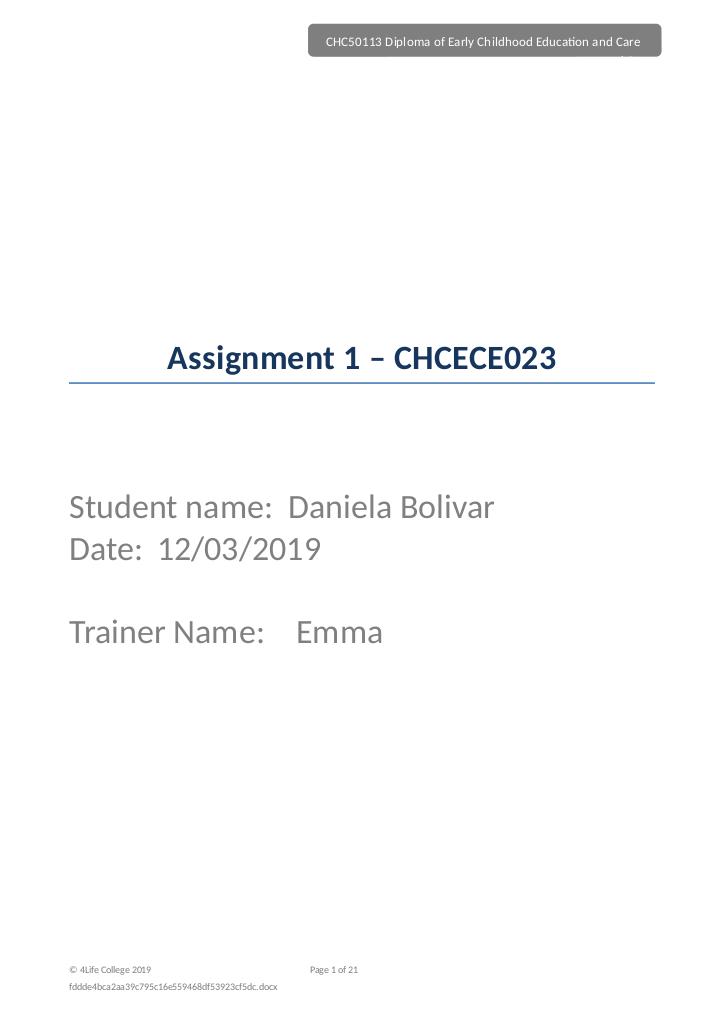 CHC50113 Diploma of Early Childhood Education and Care
Assignment 1 – CHCECE023
Student name: Daniela Bolivar
Date: 12/03/2019
Trainer Name: Emma
© 4Life College 2019 Page 1 of 21
fddde4bca2aa39c795c16e559468df53923cf5dc.docx